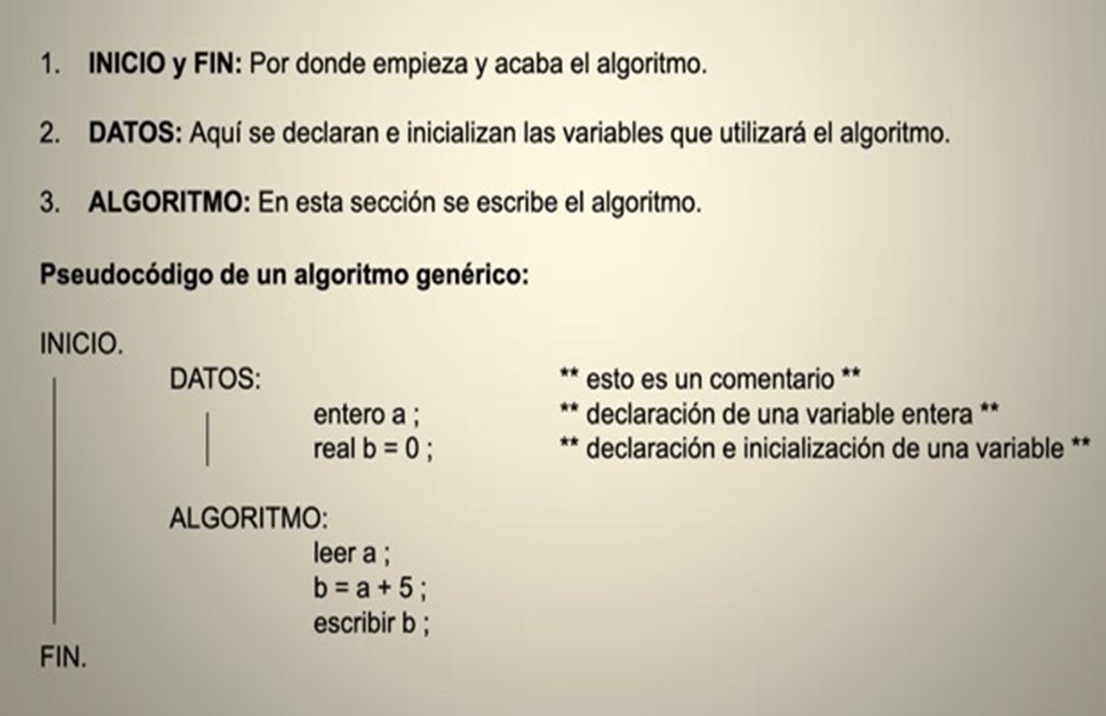 1. INICIO y FIN: Por donde empieza y acaba el algoritmo.
2. DATOS: Aquí se declaran e inicializan las variables que utilizará el algoritmo.
3. ALGORITMO: En esta sección se escribe el algoritmo.
Pseudocódigo de un algoritmo genérico:
INICIO.
DATOS: ** esto es un comentario **
entero a ; ** declaración de una variable entera **
real b = 0 ; ** declaración e inicialización de una variable **
ALGORITMO:
leer a ;
b = a + 5 ;
escribir b ;
FIN.